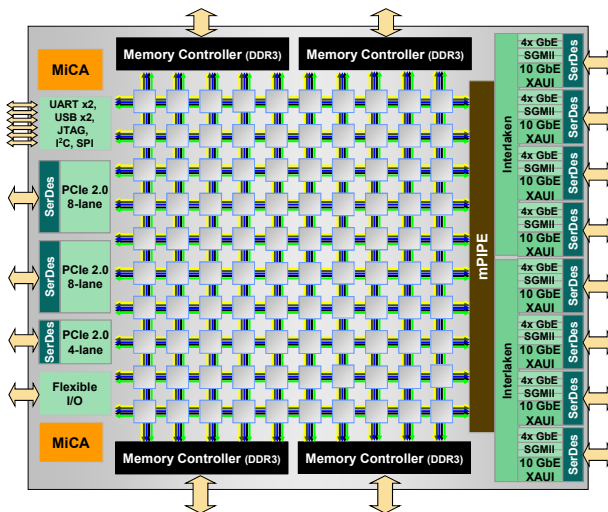 Memory Controller (DDR3)
Memory Controller (DDR3)
MiCA
UART x2,
USB x2,
JTAG,
I²C, SPI
SerDes
PCIe 2.0
8-lane
SerDes
PCIe 2.0
8-lane
SerDes
PCIe 2.0
4-lane
Flexible
I/O
MiCA
mPIPE
Interlaken
4x GbE
SGMII
10 GbE
XAUI
SerDes
4x GbE
SGMII
10 GbE
XAUI
SerDes
4x GbE
SGMII
10 GbE
XAUI
SerDes
4x GbE
SGMII
10 GbE
XAUI
SerDes
Interlaken
4x GbE
SGMII
10 GbE
XAUI
SerDes
4x GbE
SGMII
10 GbE
XAUI
SerDes
4x GbE
SGMII
10 GbE
XAUI
SerDes
4x GbE
SGMII
10 GbE
XAUI
SerDes
Memory Controller (DDR3)
Memory Controller (DDR3)